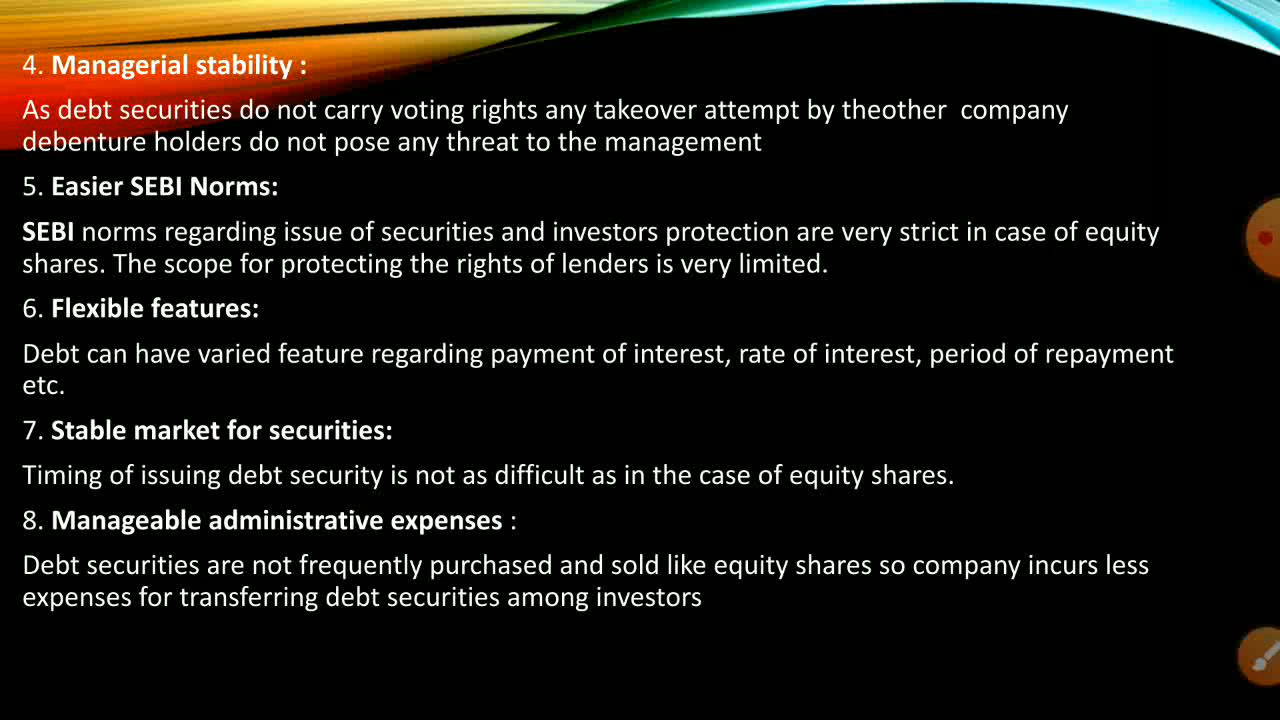 4. Managerial stability :
As debt securities do not carry voting rights any takeover attempt by theother  company
debenture holders do not pose any threat to the management
5. Easier SEBI Norms:
SEBI norms regarding issue of securities and investors protection are very strict in case of equity
shares. The scope for protecting the rights of lenders is very limited.
6. Flexible features:
Debt can have varied feature regarding payment of interest, rate of interest, period of repayment
etc.
7. Stable market for securities:
Timing of issuing debt security is not as difficult as in the case of equity shares.
8. Manageable administrative expenses :
Debt securities are not frequently purchased and sold like equity shares so company incurs less
expenses for transferring debt securities among investors